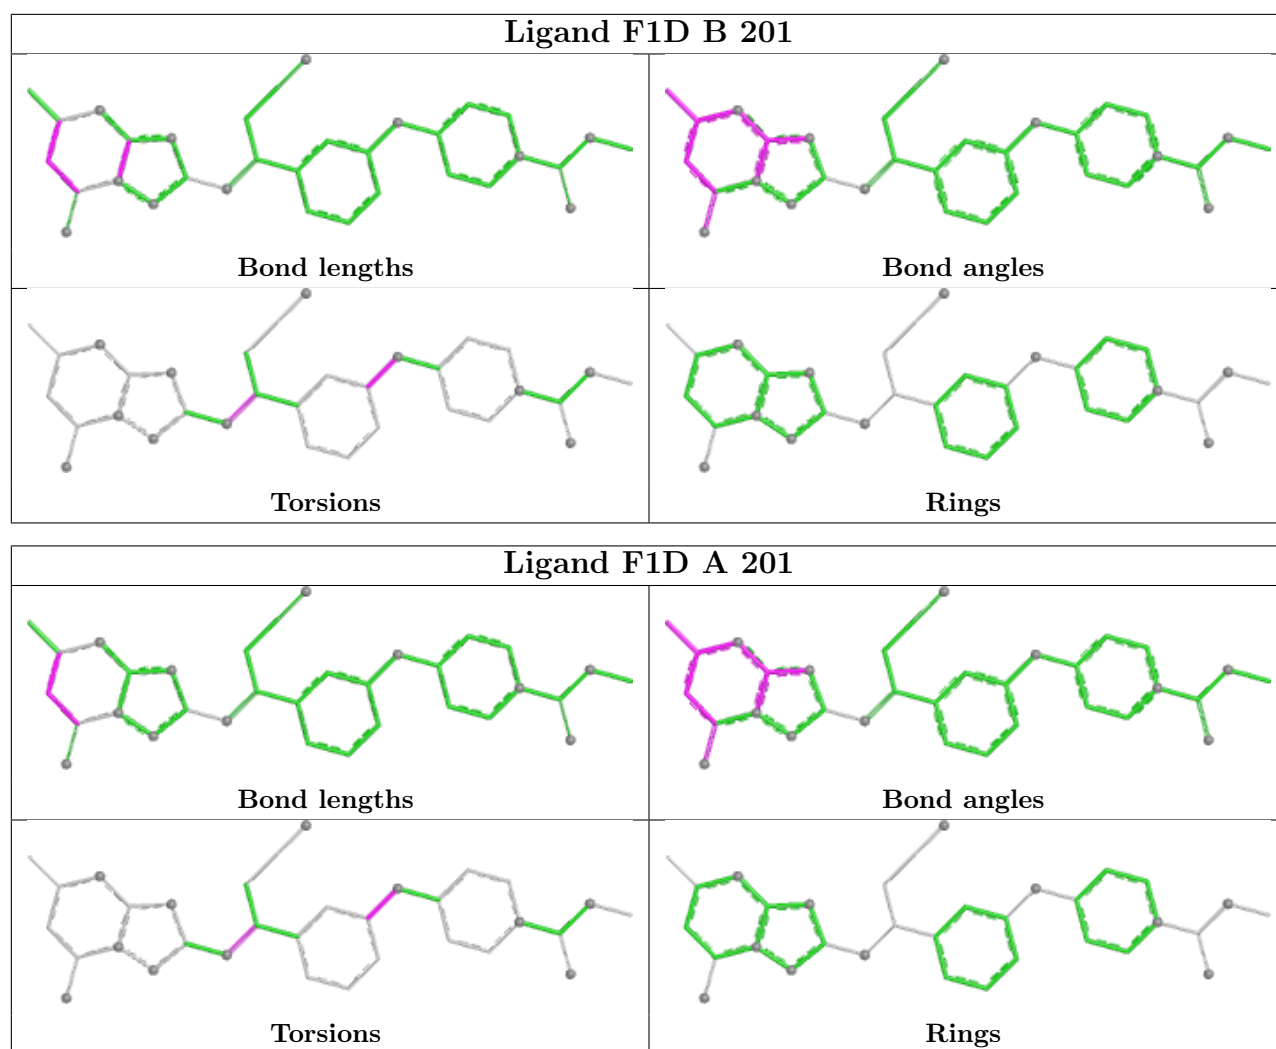 Ligand F1D B 201
Bond lengths
Bond angles
Torsions
Rings
Ligand F1D A 201
Bond lengths
Bond angles
Torsions
Rings